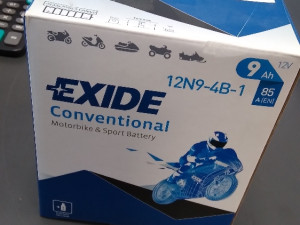 9 Ah
12V
12N9-4B-1
85
A(EN)
EXIDE
Conventional
Motorbike & Sport Battery